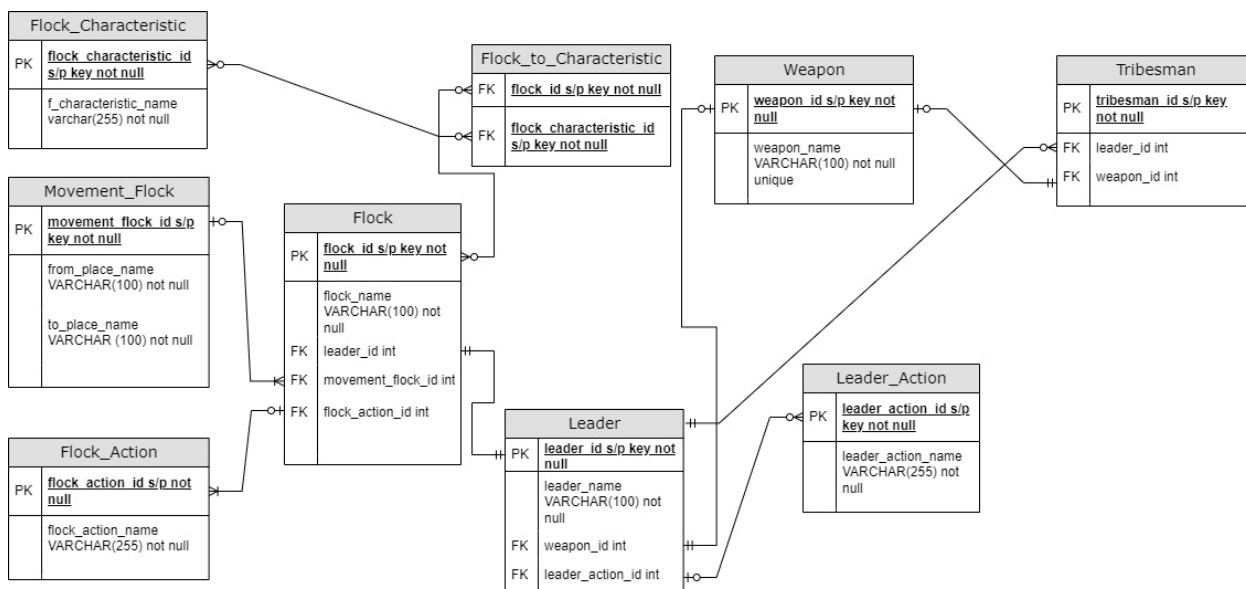 Flock_Characteristic
PK
flock_characteristic_id
s/p key not null
f_characteristic_name
varchar(255) not null
Flock_to_Characteristic
FK
flock_id s/p key not null
FK
flock_characteristic_id
s/p key not null
Weapon
PK
weapon_id s/p key not
null
weapon_name
VARCHAR(100) not null
unique
Tribesman
PK
tribesman_id s/p key
not null
FK
leader_id int
FK
weapon_id int
Movement_Flock
PK
movement_flock_id s/p
key not null
from_place_name
VARCHAR(100) not null
to_place_name
VARCHAR (100) not null
Flock
PK
flock_id s/p key not
null
flock_name
VARCHAR(100) not
null
FK
leader_id int
FK
movement_flock_id int
FK
flock_action_id int
Flock_Action
PK
flock_action_id s/p not
null
flock_action_name
VARCHAR(255) not null
Leader
PK
leader_id s/p key not
null
leader_name
VARCHAR(100) not
null
FK
weapon_id int
FK
leader_action_id int
Leader_Action
PK
leader_action_id s/p
key not null
leader_action_name
VARCHAR(255) not
null